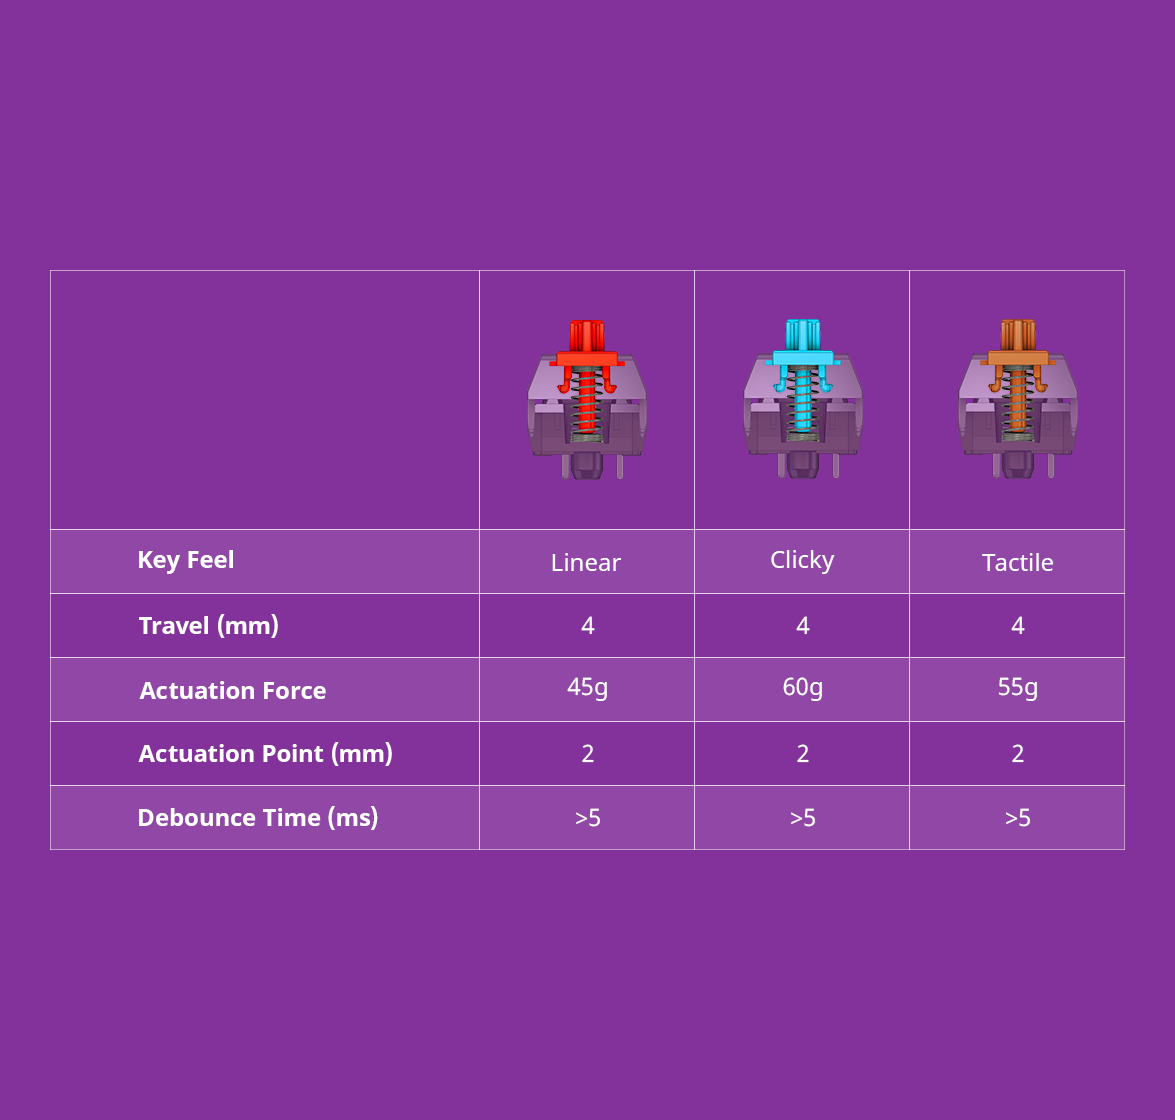 Key Feel Linear Clicky Tactile
Travel (mm) 4 4 4
Actuation Force 45g 60g 55g
Actuation Point (mm) 2 2 2
Debounce Time (ms) >5 >5 >5